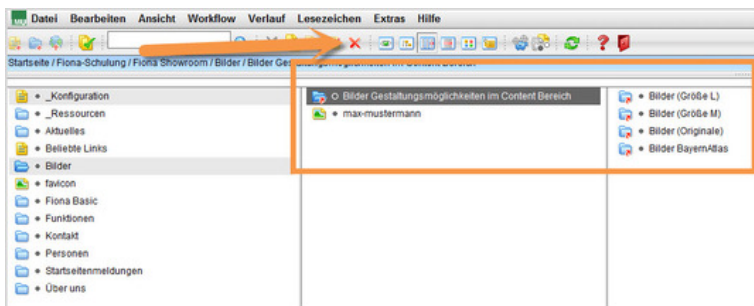 Datei Bearbeiten Ansicht Workflow Verlauf Lesezeichen Extras Hilfe
Startseite / Fiona-Schulung / Fiona Showroom / Bilder / Bilder Gestaltungsmöglichkeiten im Content Bereich
_Konfiguration
_Ressourcen
Aktuelles
Beliebte Links
Bilder
favicon
Fiona Basic
Funktionen
Kontakt
Personen
Startseitenmeldungen
Über uns
Bilder Gestaltungsmöglichkeiten im Content Bereich
max-mustermann
Bilder (Größe L)
Bilder (Größe M)
Bilder (Originale)
Bilder BayernAtlas